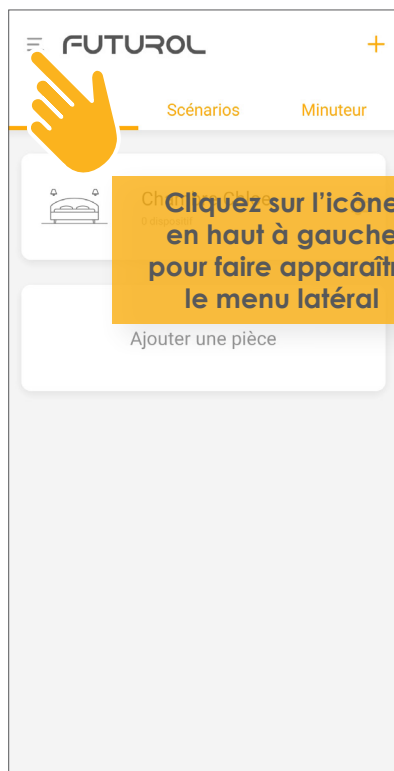 FUTUROL
+
Scénarios Minuteur
Cliquez sur l'icône
en haut à gauche
pour faire apparaîtr
le menu latéral
Ajouter une pièce